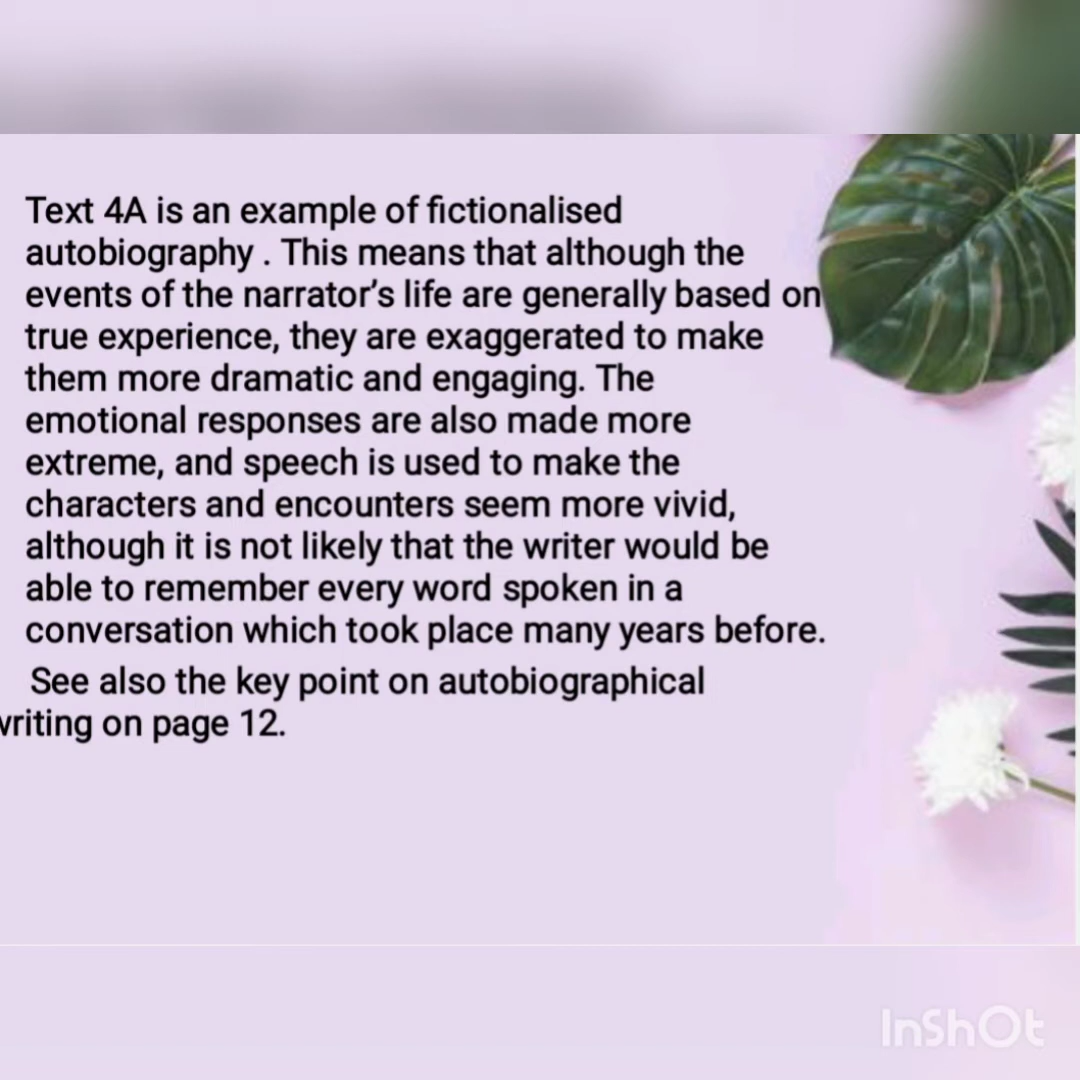 Text 4A is an example of fictionalised
autobiography . This means that although the
events of the narrator's life are generally based on
true experience, they are exaggerated to make
them more dramatic and engaging. The
emotional responses are also made more
extreme, and speech is used to make the
characters and encounters seem more vivid,
although it is not likely that the writer would be
able to remember every word spoken in a
conversation which took place many years before.
See also the key point on autobiographical
writing on page 12.
InShOt